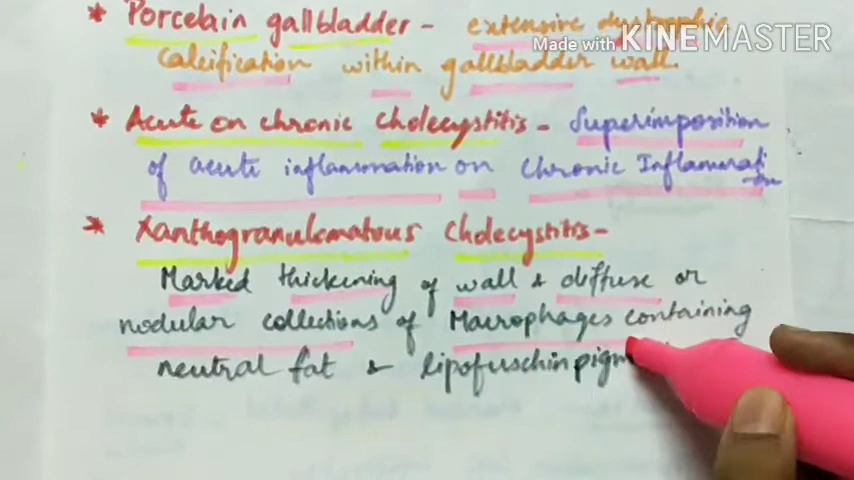 * Porcelain gallbladder - extensive dystrophic
Made with KINEMASTER
calcification within gallbladder wall.
* Acute on chronic cholecystitis - Superimposition
of acute inflammation on chronic Inflammation
* Xanthogranulomatous cholecystitis -
Marked thickening of wall & diffuse or
nodular collections of Macrophages containing
neutral fat & lipofuschin pigm